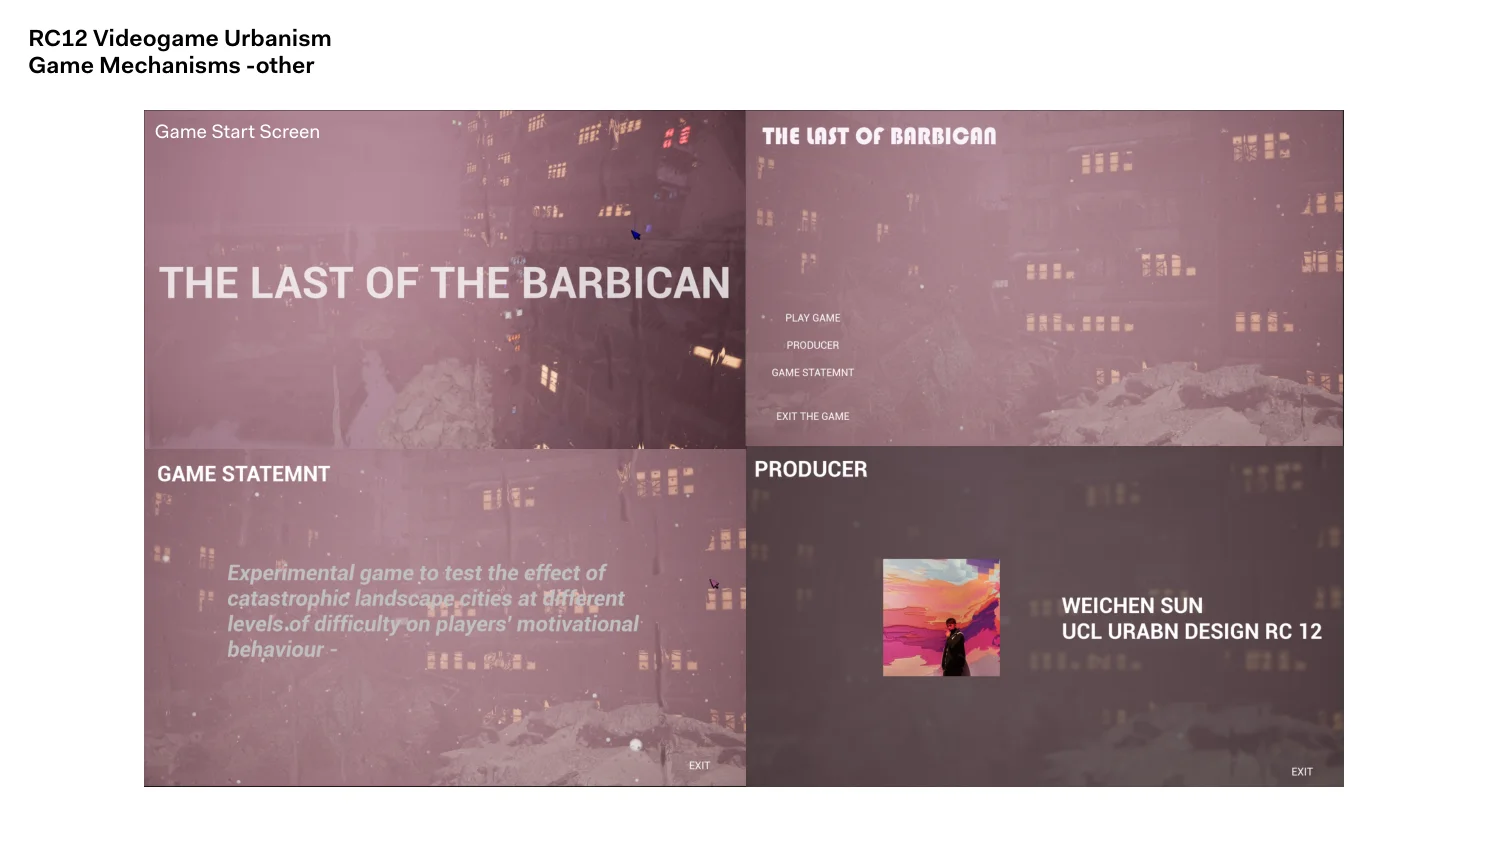 RC12 Videogame Urbanism
Game Mechanisms -other
Game Start Screen
THE LAST OF THE BARBICAN
THE LAST OF BARBICAN
PLAY GAME
PRODUCER
GAME STATEMNT
EXIT THE GAME
GAME STATEMNT
Experimental game to test the effect of
catastrophic landscape cities at different
levels of difficulty on players' motivational
behaviour -
EXIT
PRODUCER
WEICHEN SUN
UCL URABN DESIGN RC 12
EXIT